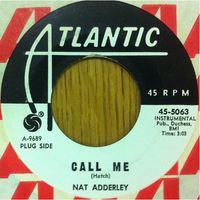 ATLANTIC
45 RPM
45-5063
INSTRUMENTAL
Pub., Duchess,
BMI
Time: 3:03
A-9689
PLUG SIDE
CALL ME
(Hatch)
NAT ADDERLEY